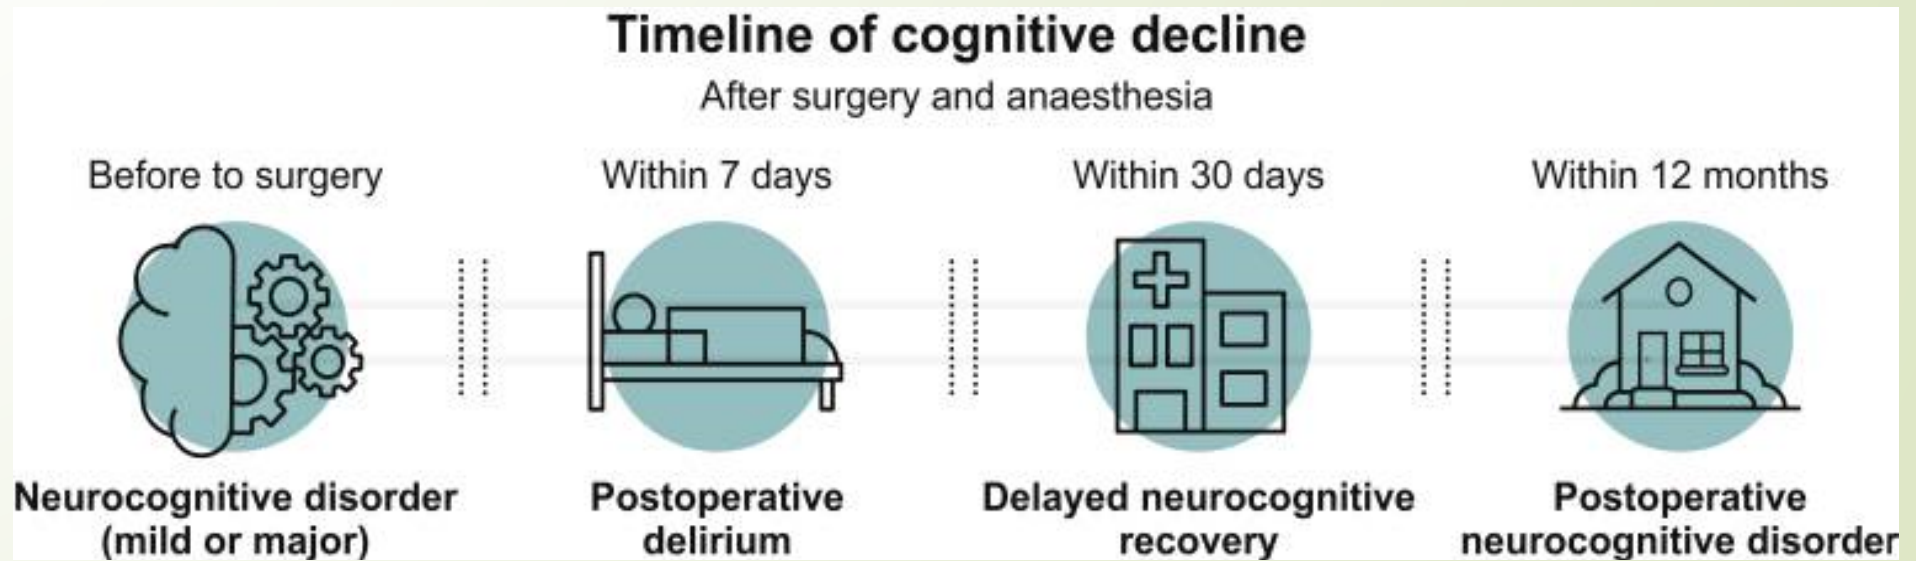 Timeline of cognitive decline
After surgery and anaesthesia
Before to surgery
Within 7 days
Within 30 days
Within 12 months
Neurocognitive disorder
(mild or major)
Postoperative
delirium
Delayed neurocognitive
recovery
Postoperative
neurocognitive disorder